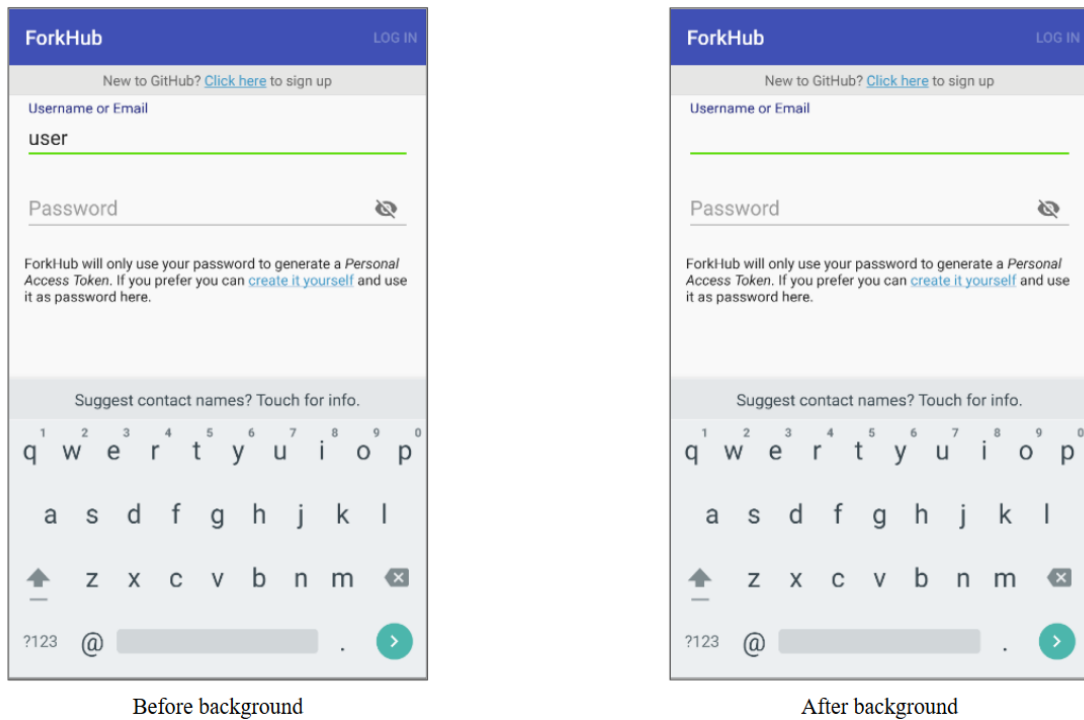 ForkHub LOG IN
New to GitHub? Click here to sign up
Username or Email
user
Password
ForkHub will only use your password to generate a Personal
Access Token. If you prefer you can create it yourself and use
it as password here.
Suggest contact names? Touch for info.
1 2 3 4 5 6 7 8 9 0
q w e r t y u i o p
a s d f g h j k l
z x c v b n m
?123 @ .
Before background
ForkHub LOG IN
New to GitHub? Click here to sign up
Username or Email
Password
ForkHub will only use your password to generate a Personal
Access Token. If you prefer you can create it yourself and use
it as password here.
Suggest contact names? Touch for info.
1 2 3 4 5 6 7 8 9 0
q w e r t y u i o p
a s d f g h j k l
z x c v b n m
?123 @ .
After background